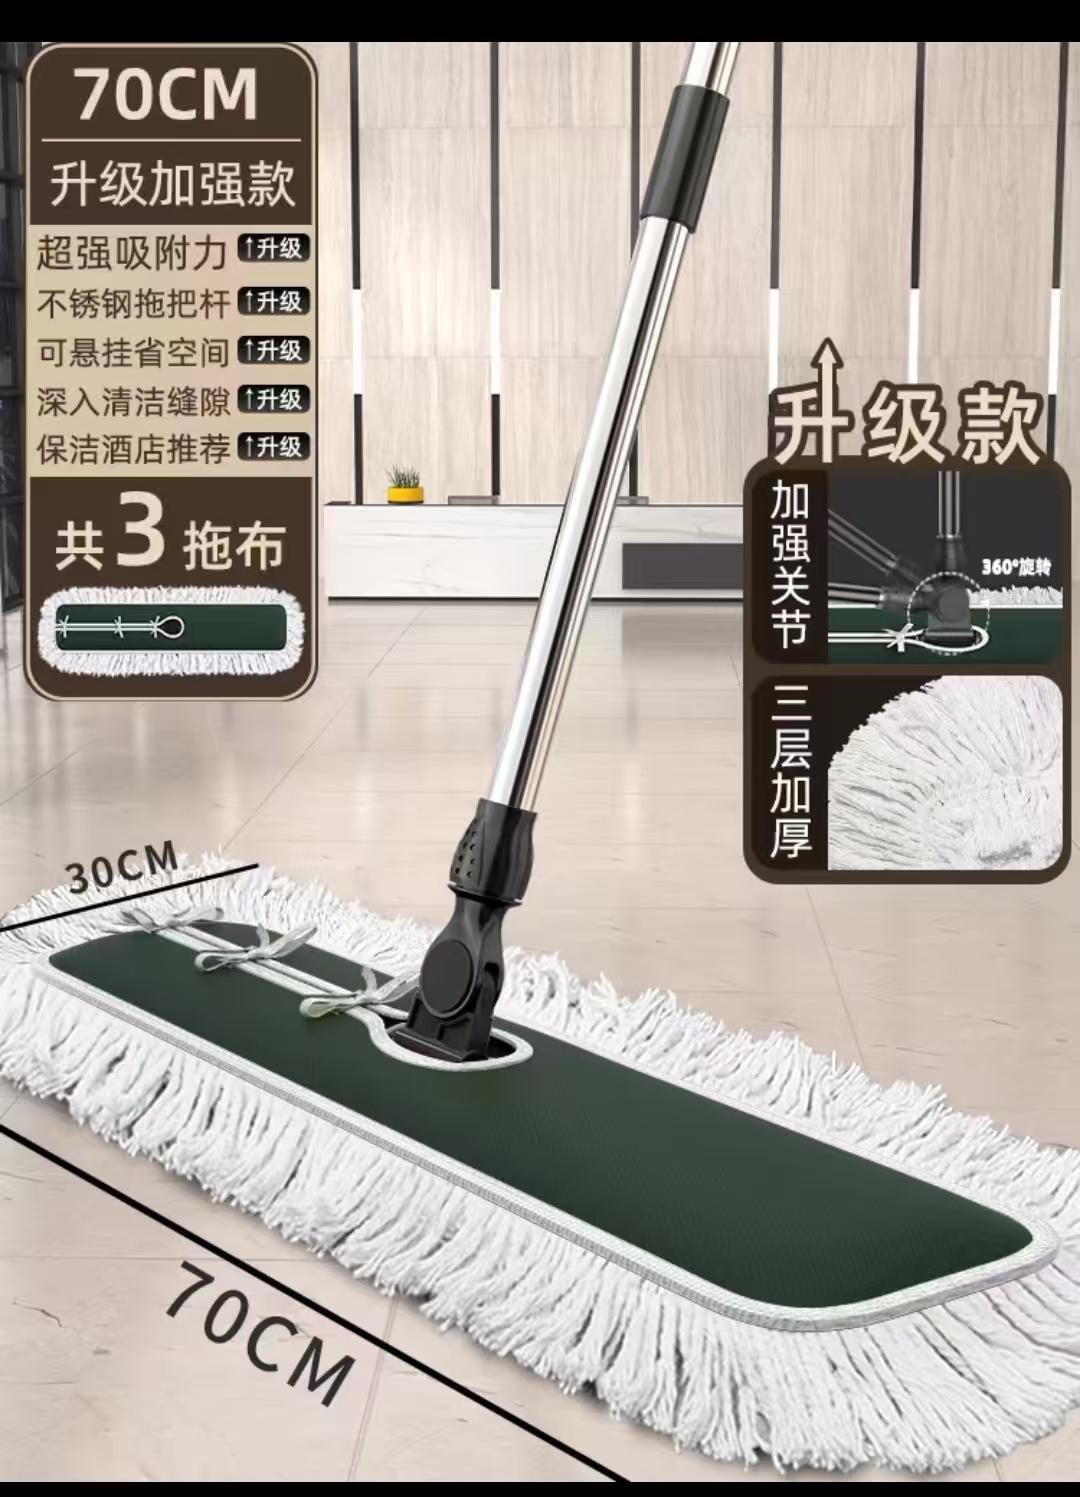 70CM
升级加强款
超强吸附力 ↑升级
不锈钢拖把杆 ↑升级
可悬挂省空间 ↑升级
深入清洁缝隙 ↑升级
保洁酒店推荐 ↑升级
共3拖布
升级款
加强关节
360°旋转
三层加厚
30CM
70CM